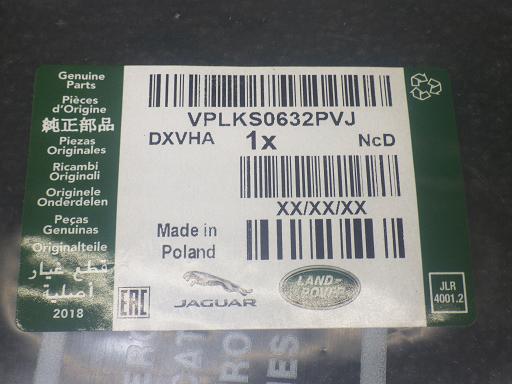 Genuine
Parts
Pièces
d'Origine
純正部品
Piezas
Originales
Ricambi
Originali
Originele
Onderdelen
Peças
Genuinas
Originalteile
قطع غيار
أصلية
2018
VPLKS0632PVJ
DXVHA 1x NcD
XX/XX/XX
Made in
Poland
EAC
JAGUAR
LAND-
ROVER
JLR
4001.2